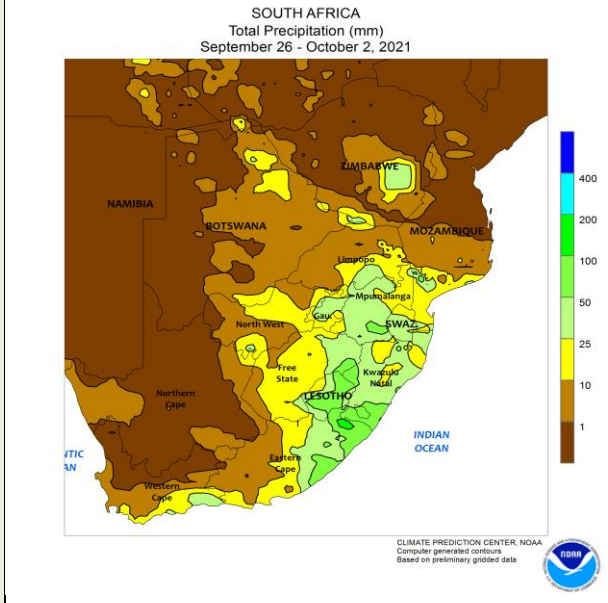 SOUTH AFRICA
Total Precipitation (mm)
September 26 - October 2, 2021
ZIMBABWE
NAMIBIA
BOTSWANA
MOZAMBIQUE
Limpopo
Mpumalanga
Gau.
North West
SWAZ.
Free
State
Kwazulu
Natal
Northern
Cape
LESOTHO
INDIAN
OCEAN
NTIC
AN
Eastern
Cape
Western
Cape
400
200
100
50
25
10
1
CLIMATE PREDICTION CENTER, NOAA
Computer generated contours
Based on preliminary gridded data
NOAA